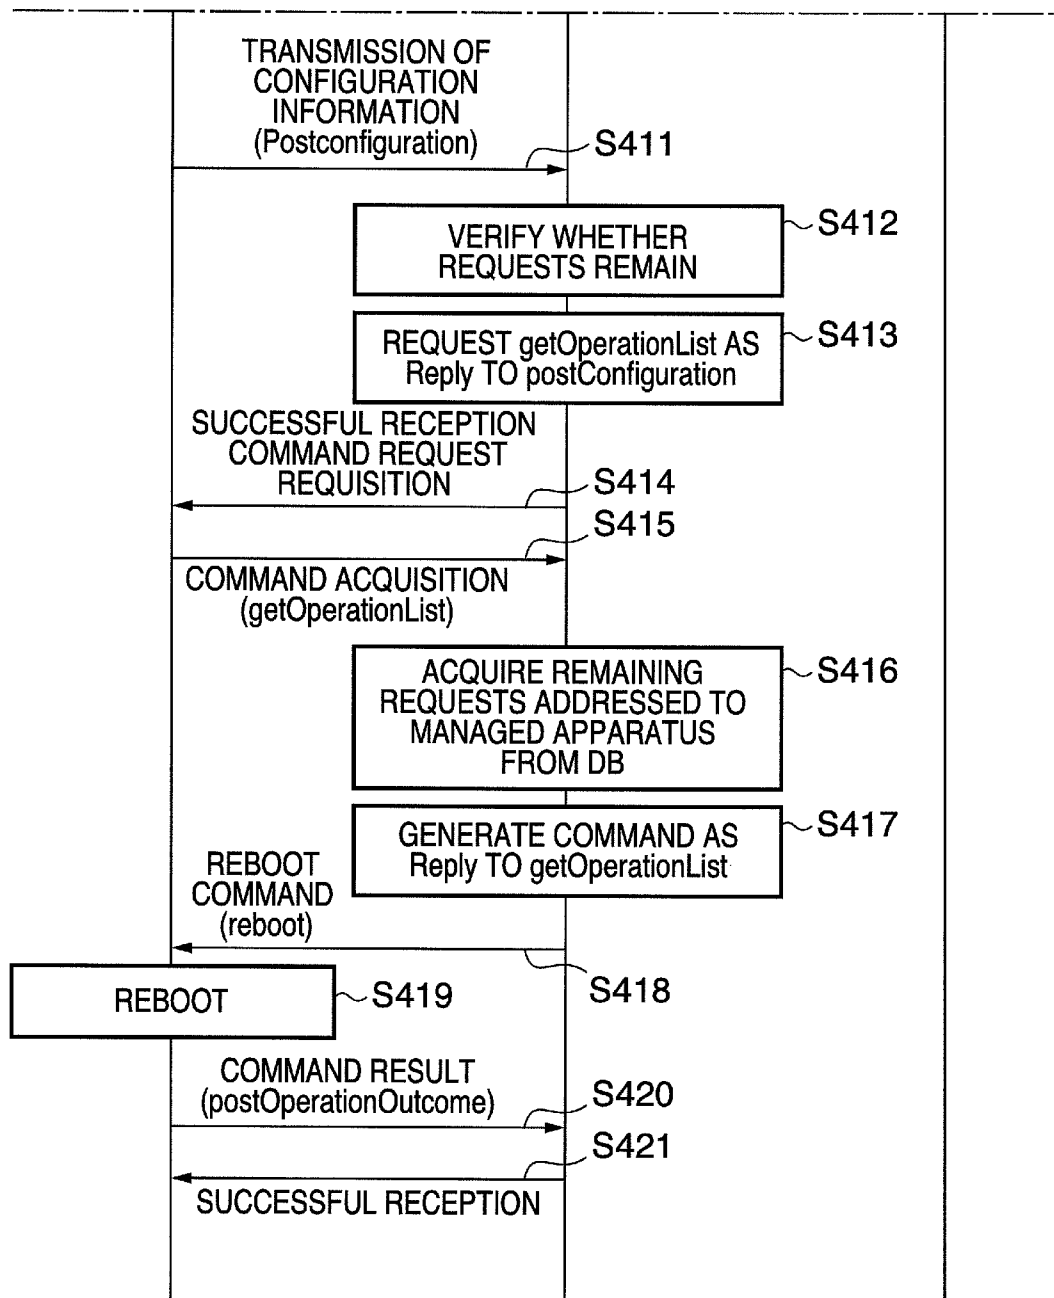 TRANSMISSION OF
CONFIGURATION
INFORMATION
(Postconfiguration)
S411
VERIFY WHETHER
REQUESTS REMAIN
S412
REQUEST getOperationList AS
Reply TO postConfiguration
S413
SUCCESSFUL RECEPTION
COMMAND REQUEST
REQUISITION
S414
S415
COMMAND ACQUISITION
(getOperationList)
ACQUIRE REMAINING
REQUESTS ADDRESSED TO
MANAGED APPARATUS
FROM DB
S416
GENERATE COMMAND AS
Reply TO getOperationList
S417
REBOOT
COMMAND
(reboot)
S418
REBOOT
S419
COMMAND RESULT
(postOperationOutcome)
S420
S421
SUCCESSFUL RECEPTION